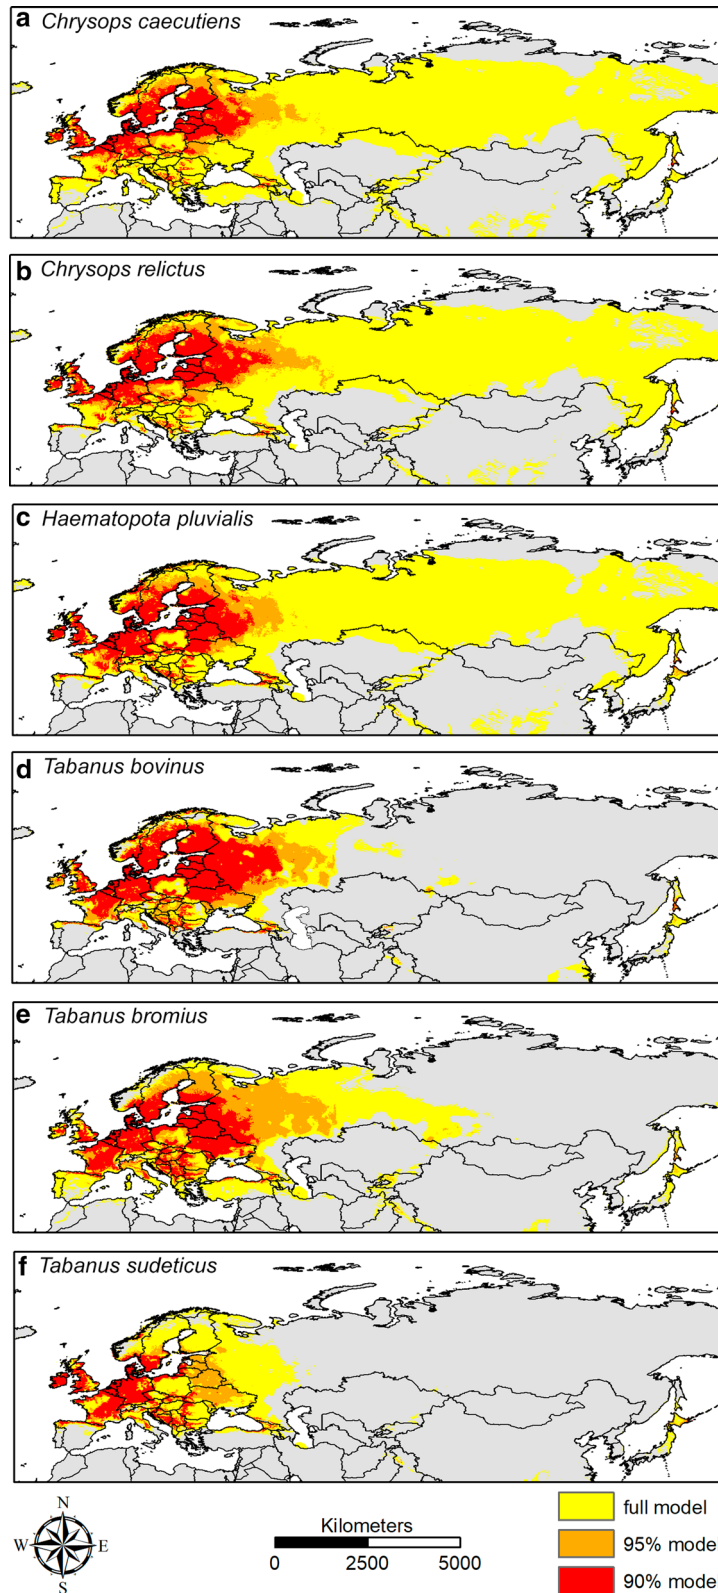 a Chrysops caecutiens
b Chrysops relictus
c Haematopota pluvialis
d Tabanus bovinus
e Tabanus bromius
f Tabanus sudeticus
N
W E
S
Kilometers
0 2500 5000
full model
95% mode
90% mode